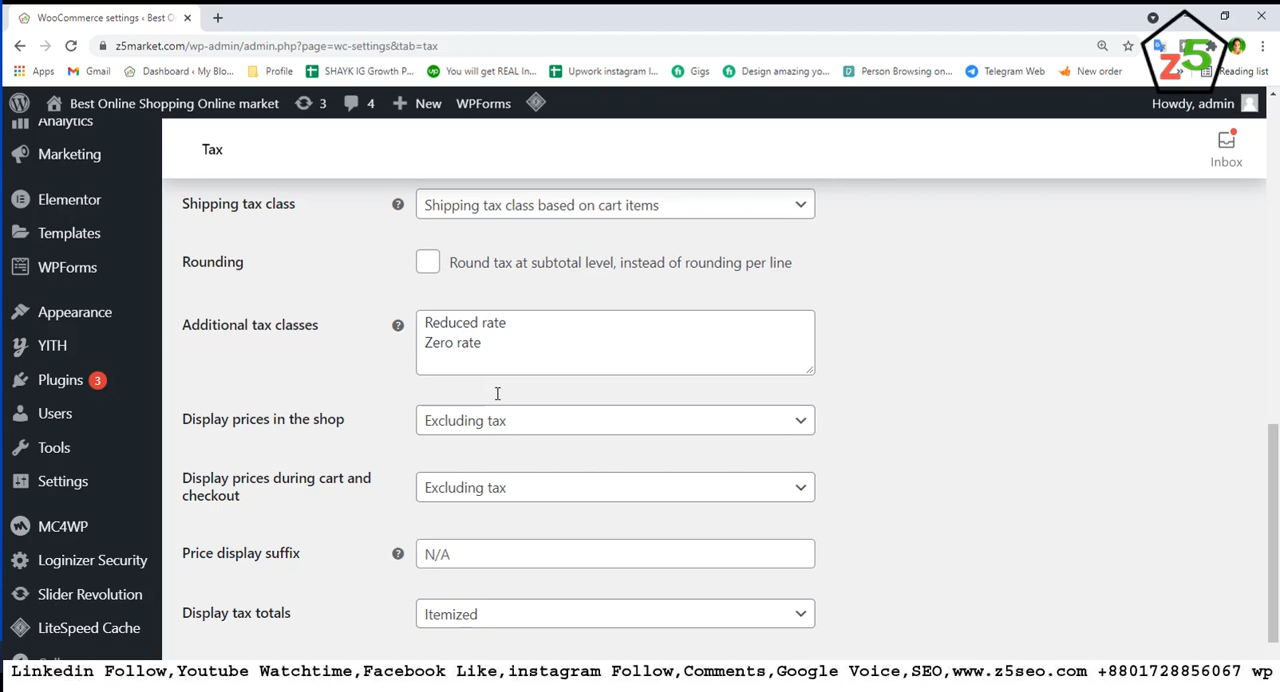 WooCommerce settings ‹ Best O
z5market.com/wp-admin/admin.php?page=wc-settings&tab=tax
Apps
Gmail
Dashboard ‹ My Blo...
Profile
SHAYK IG Growth P...
You will get REAL In...
Upwork instagram l...
Gigs
Design amazing yo...
Person Browsing on...
Telegram Web
New order
Reading list
z5
Best Online Shopping Online market
3
4
New
WPForms
Howdy, admin
Analytics
Marketing
Elementor
Templates
WPForms
Appearance
YITH
Plugins 3
Users
Tools
Settings
MC4WP
Loginizer Security
Slider Revolution
LiteSpeed Cache
Tax
Inbox
Shipping tax class
Shipping tax class based on cart items
Rounding
Round tax at subtotal level, instead of rounding per line
Additional tax classes
Reduced rate
Zero rate
Display prices in the shop
Excluding tax
Display prices during cart and
checkout
Excluding tax
Price display suffix
N/A
Display tax totals
Itemized
Linkedin Follow,Youtube Watchtime,Facebook Like,instagram Follow,Comments,Google Voice,SEO,www.z5seo.com +8801728856067 wp